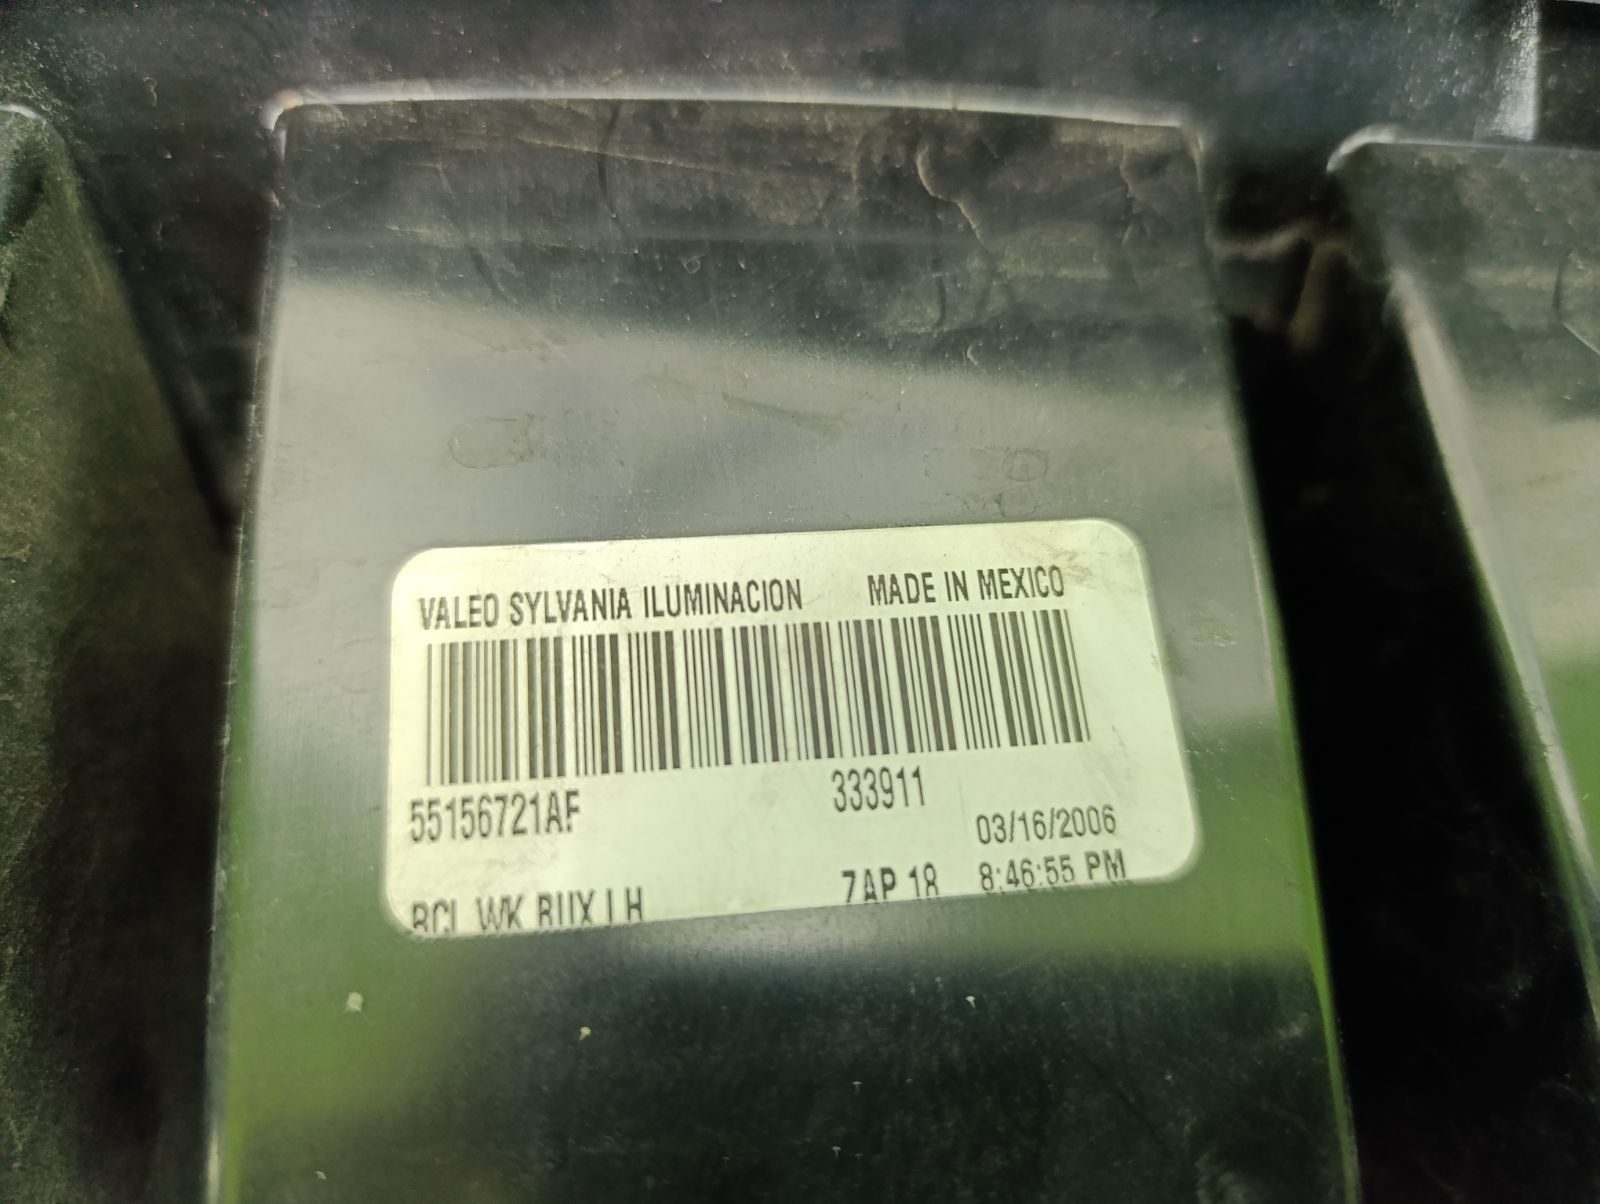 VALEO SYLVANIA ILUMINACION MADE IN MEXICO
55156721AF 333911
03/16/2006
RCL WK BUX LH 7AP 18 8:46:55 PM